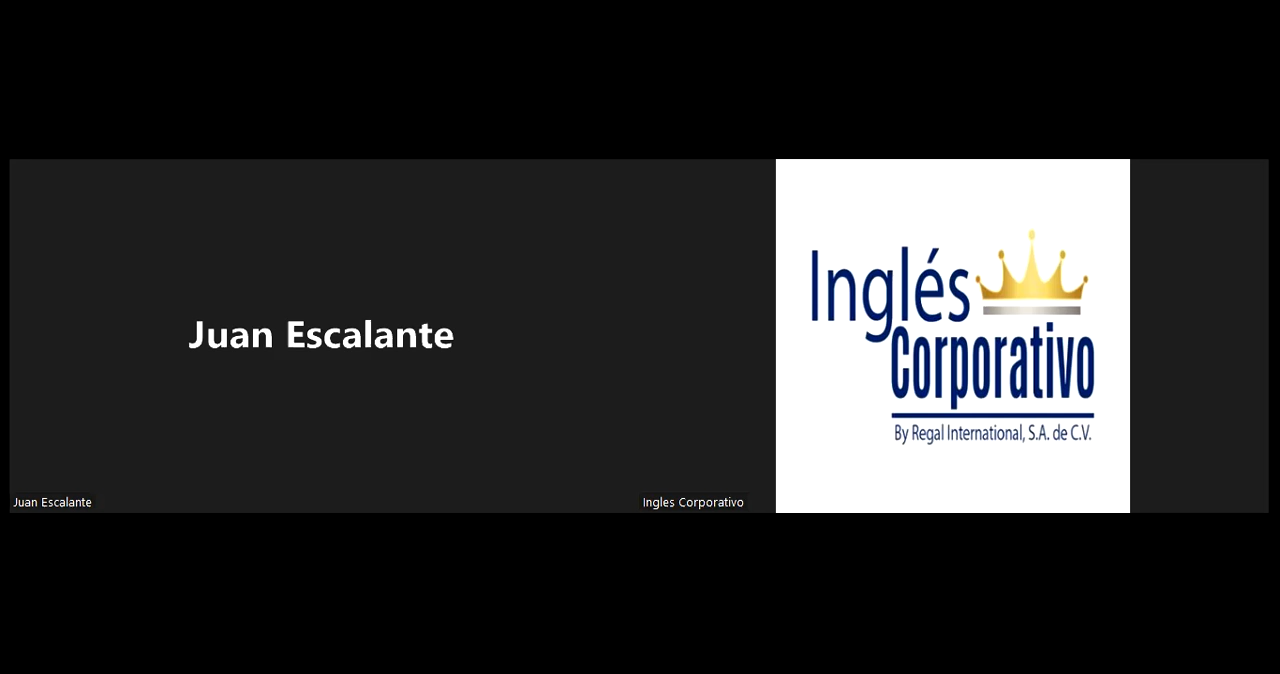 Juan Escalante
Juan Escalante
Inglés
Corporativo
By Regal International, S.A. de C.V.
Ingles Corporativo